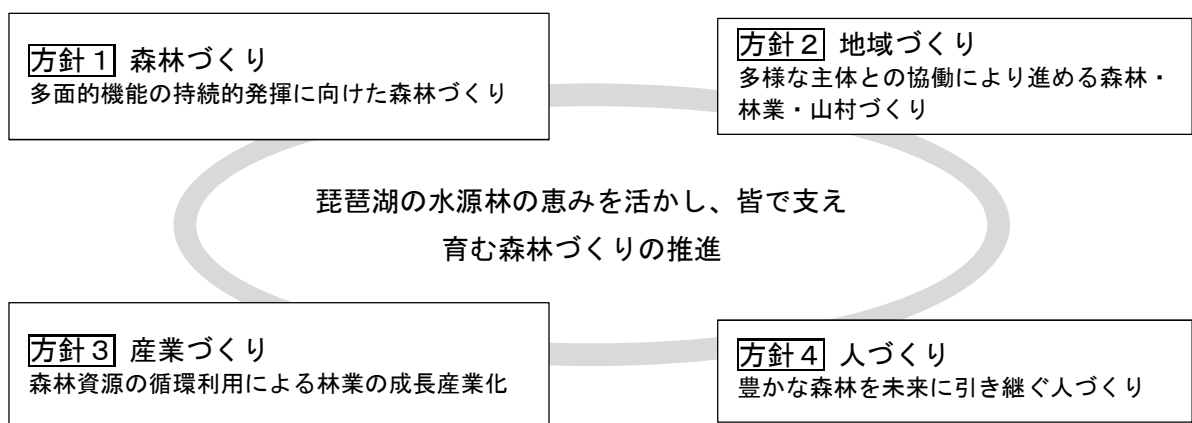 方針１ 森林づくり
多面的機能の持続的発揮に向けた森林づくり
方針２ 地域づくり
多様な主体との協働により進める森林・
林業・山村づくり
琵琶湖の水源林の恵みを活かし、皆で支え
育む森林づくりの推進
方針３ 産業づくり
森林資源の循環利用による林業の成長産業化
方針４ 人づくり
豊かな森林を未来に引き継ぐ人づくり